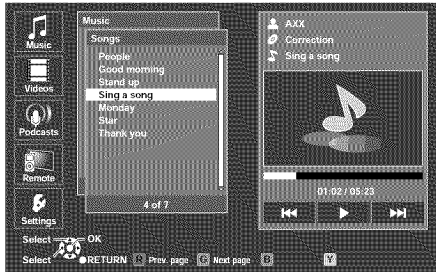 Music
Videos
Podcasts
Remote
Settings
Music
Songs
People
Good morning
Stand up
Sing a song
Monday
Star
Thank you
4 of 7
AXX
Correction
Sing a song
01:02 / 05:23
Select OK
Select RETURN R Prev. page G Next page B Y